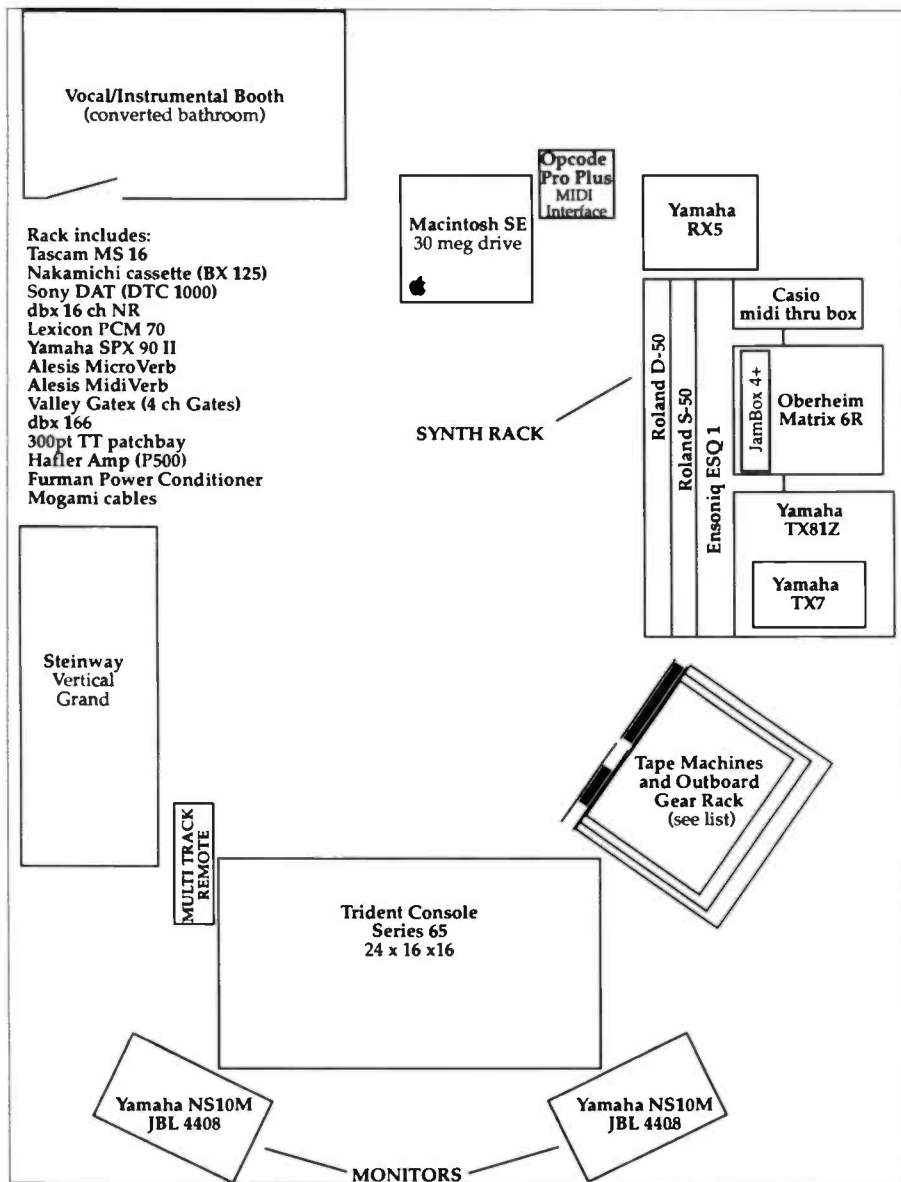 Vocal/Instrumental Booth
(converted bathroom)
Opcode
Pro Plus
MIDI
Interface
Macintosh SE
30 meg drive
Yamaha
RX5
Rack includes:
Tascam MS 16
Nakamichi cassette (BX 125)
Sony DAT (DTC 1000)
dbx 16 ch NR
Lexicon PCM 70
Yamaha SPX 90 II
Alesis MicroVerb
Alesis MidiVerb
Valley Gatex (4 ch Gates)
dbx 166
300pt TT patchbay
Hafler Amp (P500)
Furman Power Conditioner
Mogami cables
SYNTH RACK
Roland D-50
Roland S-50
Ensoniq ESQ 1
Casio
midi thru box
JamBox 4+
Oberheim
Matrix 6R
Yamaha
TX81Z
Yamaha
TX7
Steinway
Vertical
Grand
Tape Machines
and Outboard
Gear Rack
(see list)
MULTI TRACK
REMOTE
Trident Console
Series 65
24 x 16 x16
Yamaha NS10M
JBL 4408
Yamaha NS10M
JBL 4408
MONITORS